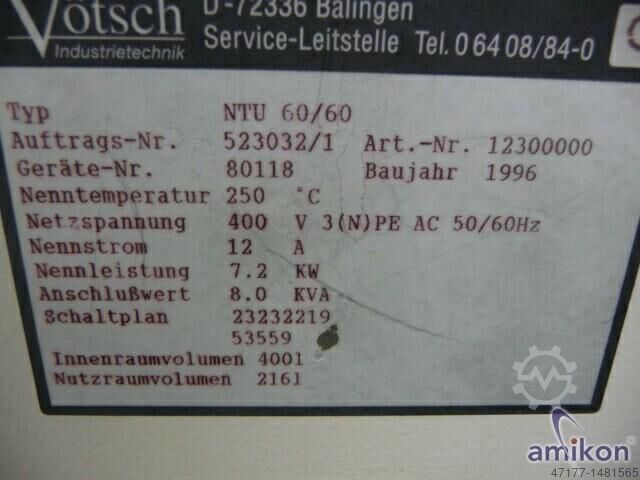 Vötsch
Industrietechnik
D-72336 Balingen
Service-Leitstelle Tel. 0 64 08/84-0
Typ NTU 60/60
Auftrags-Nr. 523032/1 Art.-Nr. 12300000
Geräte-Nr. 80118 Baujahr 1996
Nenntemperatur 250 °C
Netzspannung 400 V 3(N)PE AC 50/60Hz
Nennstrom 12 A
Nennleistung 7.2 KW
Anschlußwert 8.0 KVA
Schaltplan 23232219
53559
Innenraumvolumen 400l
Nutzraumvolumen 216l
amikon
47177-1481565